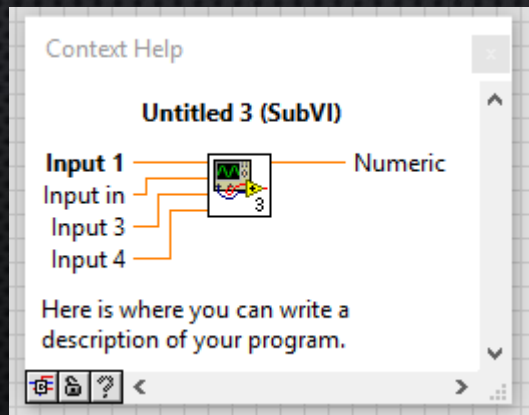 Context Help
x
Untitled 3 (SubVI)
Input 1
Numeric
Input in
3
Input 3
Input 4
Here is where you can write a
description of your program.
?